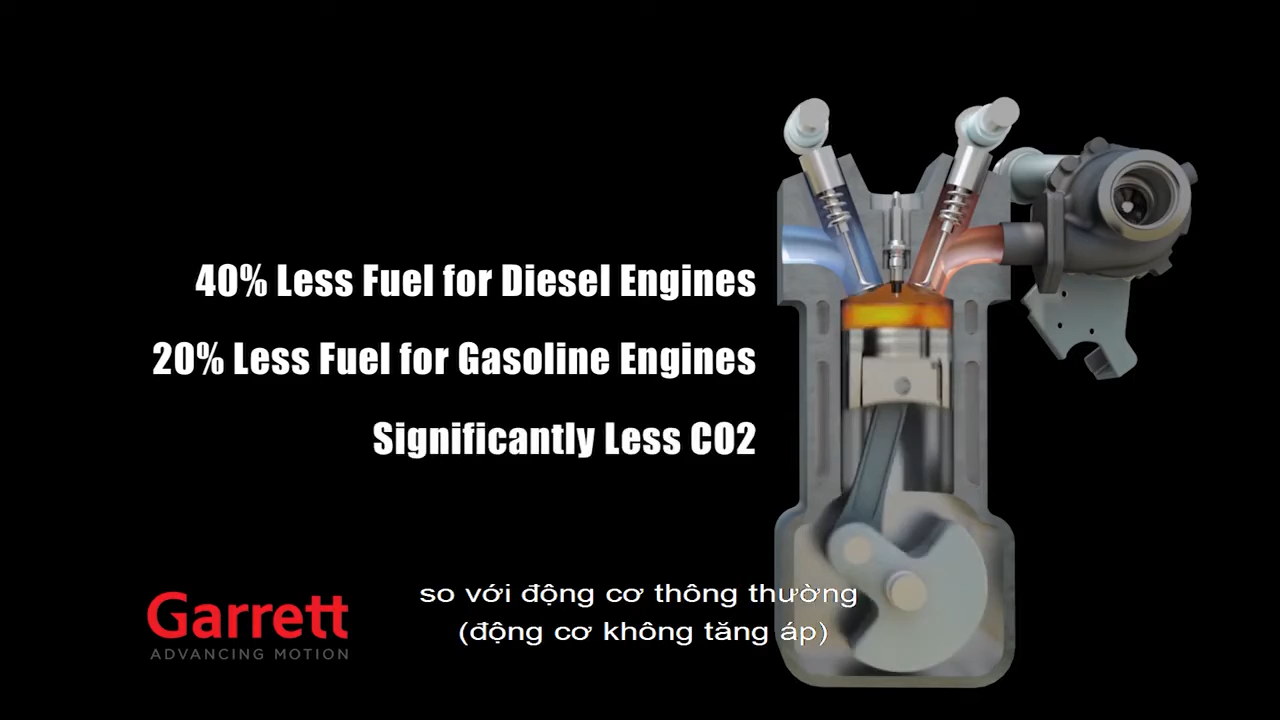 40% Less Fuel for Diesel Engines
20% Less Fuel for Gasoline Engines
Significantly Less CO2
Garrett
ADVANCING MOTION
so với động cơ thông thường
(động cơ không tăng áp)